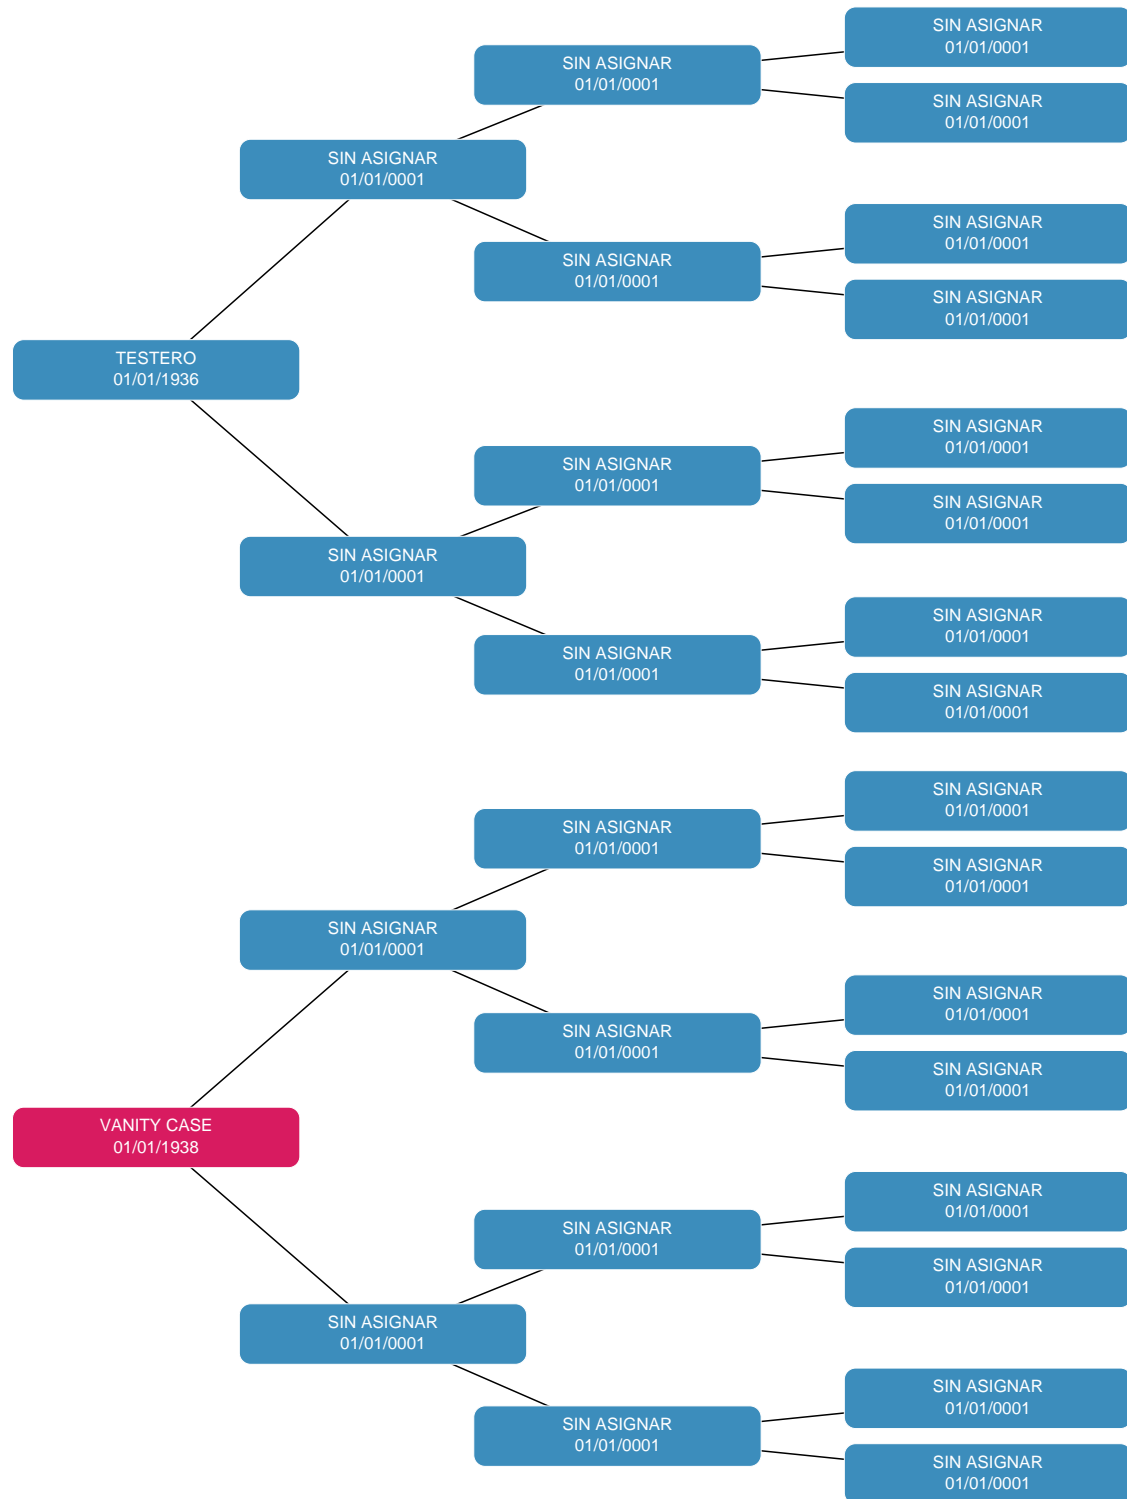 SIN ASIGNAR
01/01/0001
SIN ASIGNAR
01/01/0001
SIN ASIGNAR
01/01/0001
SIN ASIGNAR
01/01/0001
SIN ASIGNAR
01/01/0001
SIN ASIGNAR
01/01/0001
SIN ASIGNAR
01/01/0001
TESTERO
01/01/1936
SIN ASIGNAR
01/01/0001
SIN ASIGNAR
01/01/0001
SIN ASIGNAR
01/01/0001
SIN ASIGNAR
01/01/0001
SIN ASIGNAR
01/01/0001
SIN ASIGNAR
01/01/0001
SIN ASIGNAR
01/01/0001
SIN ASIGNAR
01/01/0001
SIN ASIGNAR
01/01/0001
SIN ASIGNAR
01/01/0001
SIN ASIGNAR
01/01/0001
SIN ASIGNAR
01/01/0001
SIN ASIGNAR
01/01/0001
SIN ASIGNAR
01/01/0001
VANITY CASE
01/01/1938
SIN ASIGNAR
01/01/0001
SIN ASIGNAR
01/01/0001
SIN ASIGNAR
01/01/0001
SIN ASIGNAR
01/01/0001
SIN ASIGNAR
01/01/0001
SIN ASIGNAR
01/01/0001
SIN ASIGNAR
01/01/0001